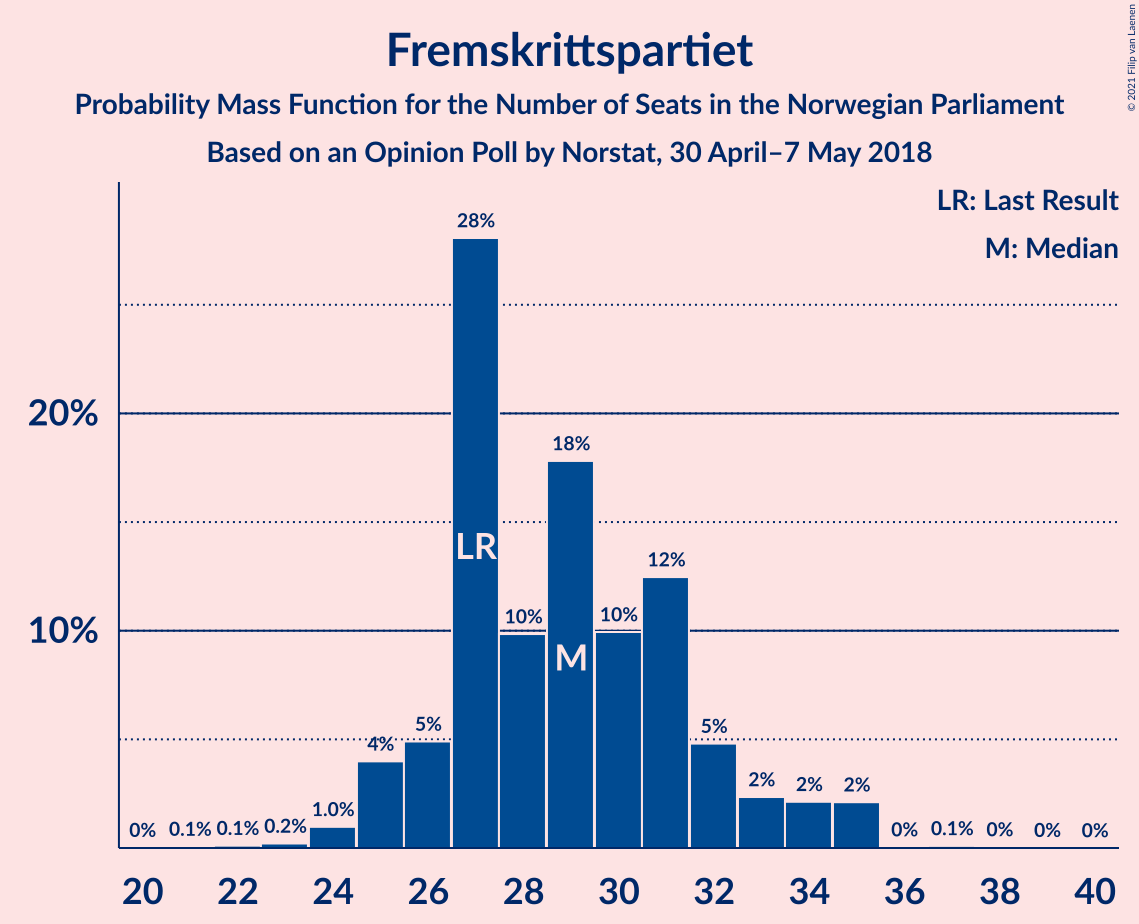 Fremskrittspartiet
Probability Mass Function for the Number of Seats in the Norwegian Parliament
Based on an Opinion Poll by Norstat, 30 April–7 May 2018
© 2021 Filip van Laenen
LR: Last Result
M: Median
20%
10%
0% 0.1% 0.1% 0.2% 1.0% 4% 5% 28% 10% 18% 10% 12% 5% 2% 2% 2% 0% 0.1% 0% 0% 0%
LR
M
20 22 24 26 28 30 32 34 36 38 40